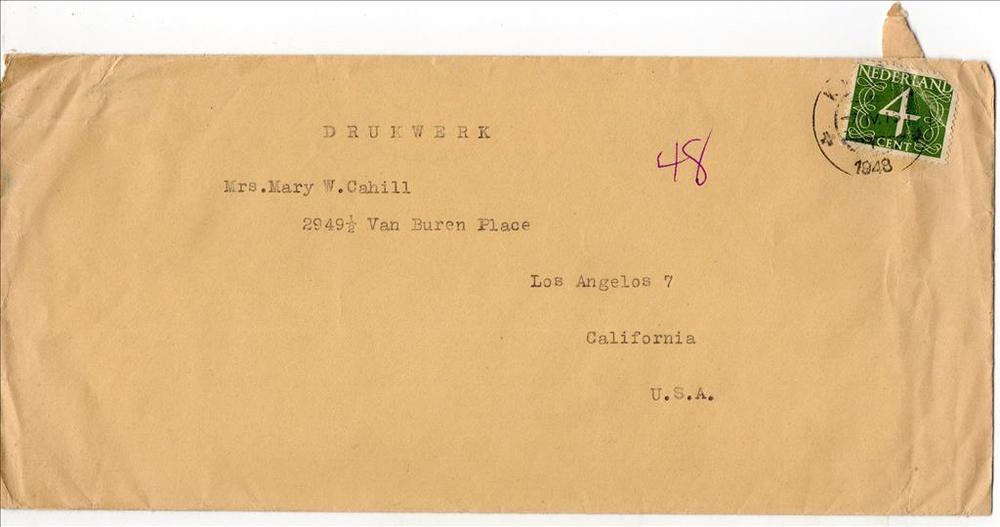 NEDERLAND
4
CENT
1948
DRUKWERK
48
Mrs.Mary W.Cahill
2949½ Van Buren Place
Los Angelos 7
California
U.S.A.